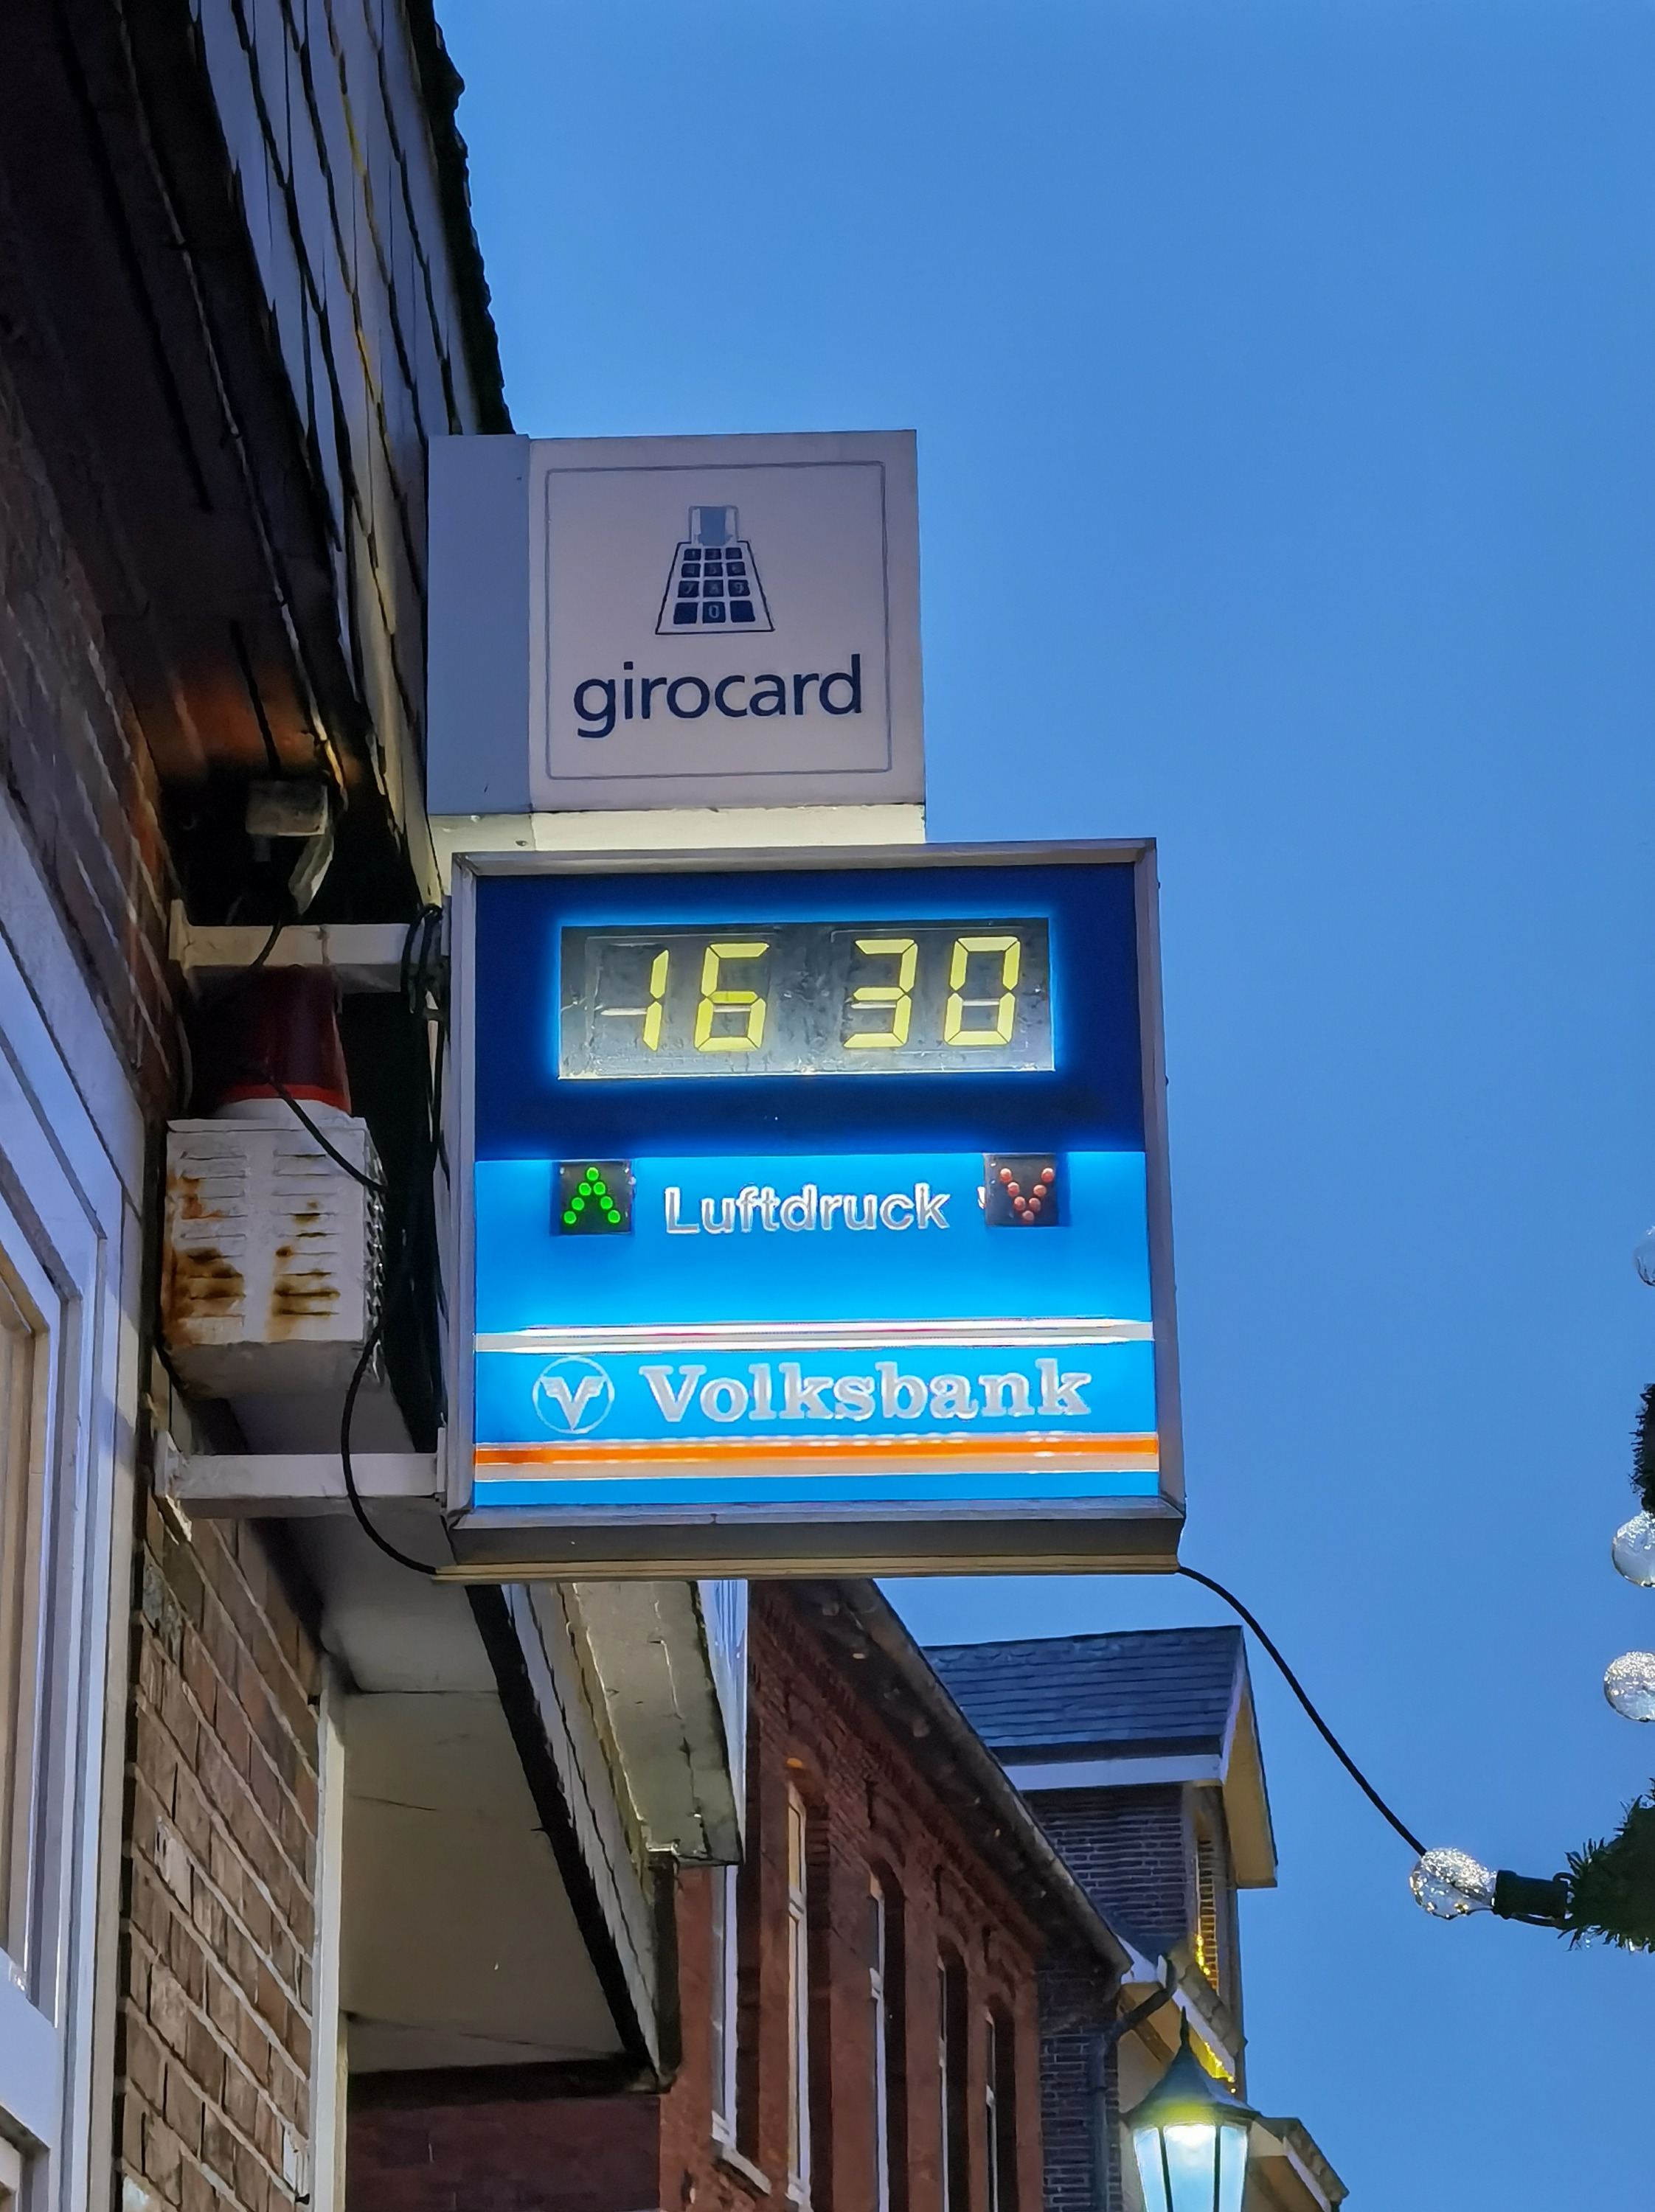 girocard
16 30
Luftdruck
Volksbank